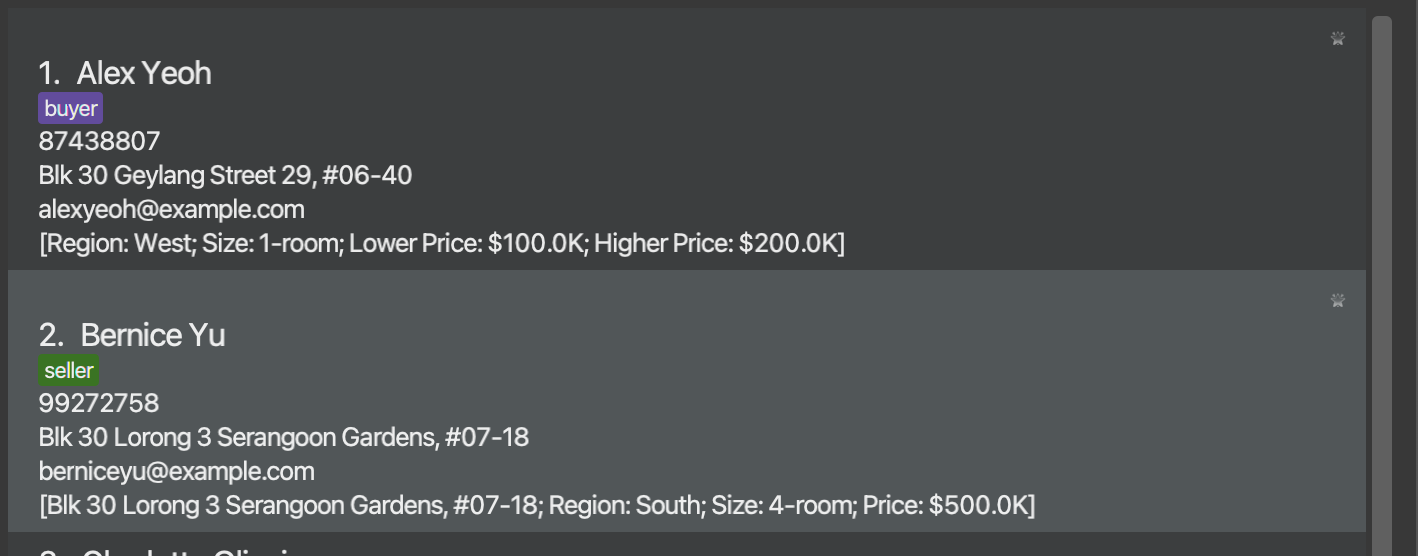 1. Alex Yeoh
buyer
87438807
Blk 30 Geylang Street 29, #06-40
alexyeoh@example.com
[Region: West; Size: 1-room; Lower Price: $100.0K; Higher Price: $200.0K]
2. Bernice Yu
seller
99272758
Blk 30 Lorong 3 Serangoon Gardens, #07-18
berniceyu@example.com
[Blk 30 Lorong 3 Serangoon Gardens, #07-18; Region: South; Size: 4-room; Price: $500.0K]